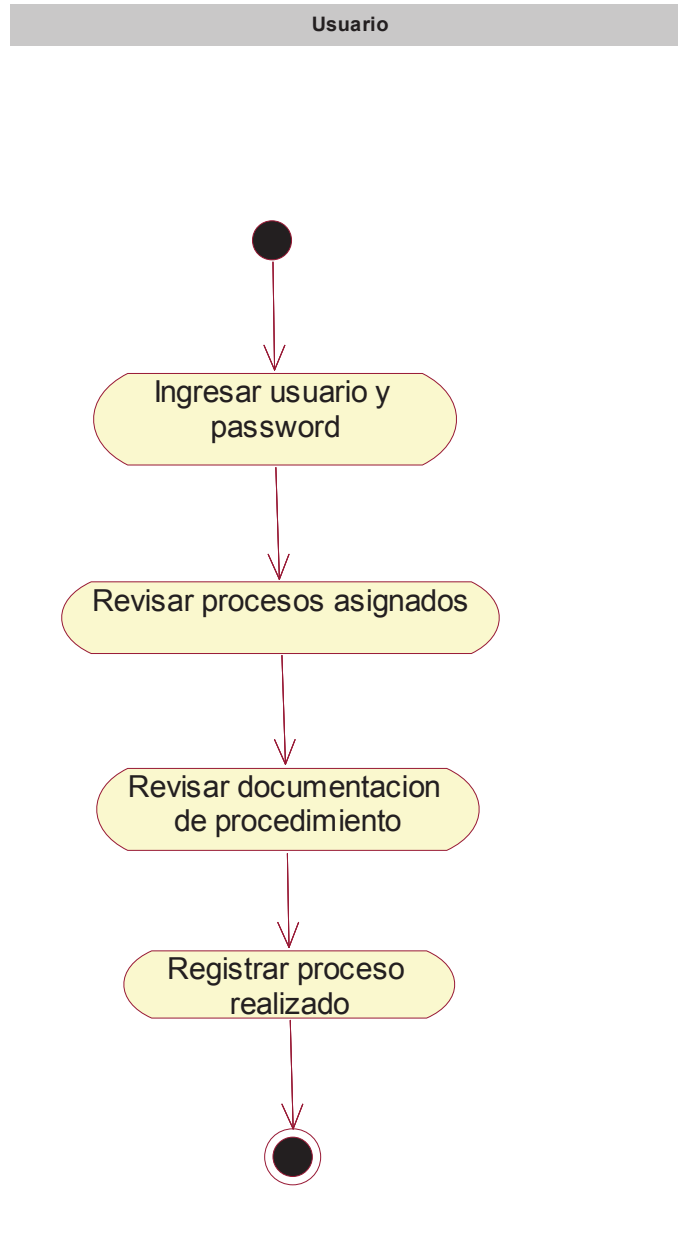 Usuario
Ingresar usuario y
password
Revisar procesos asignados
Revisar documentacion
de procedimiento
Registrar proceso
realizado